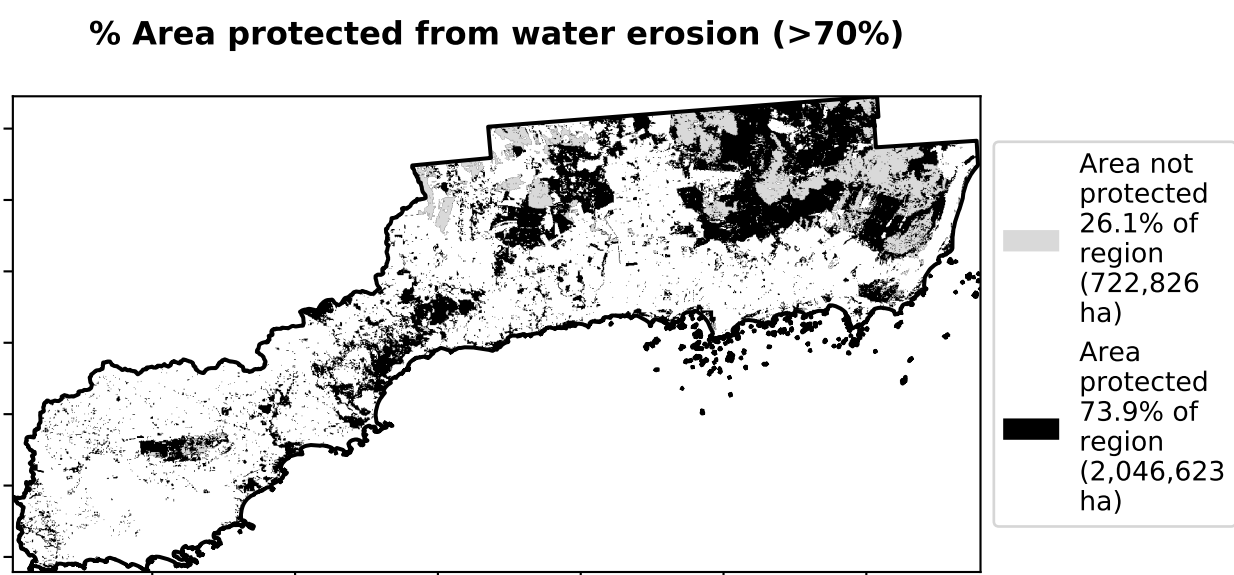 % Area protected from water erosion (>70%)
Area not
protected
26.1% of
region
(722,826
ha)
Area
protected
73.9% of
region
(2,046,623
ha)